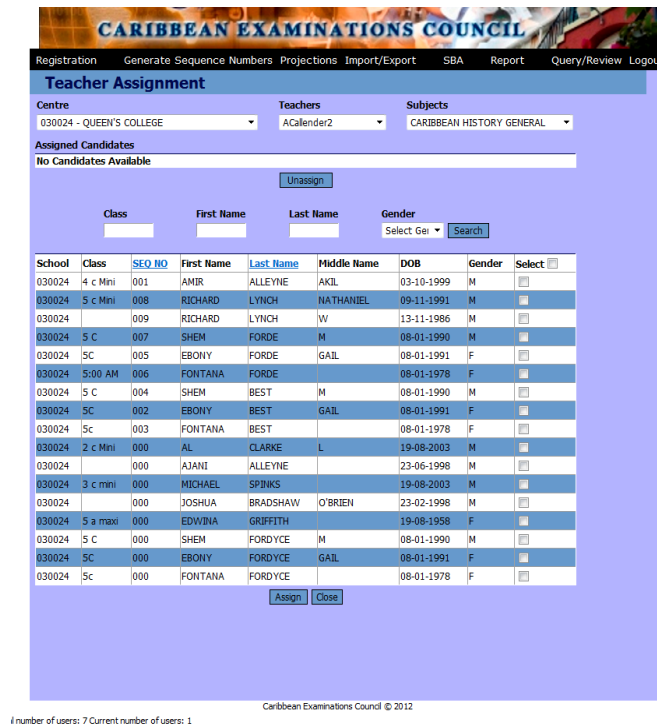 CARIBBEAN EXAMINATIONS COUNCIL
Registration Generate Sequence Numbers Projections Import/Export SBA Report Query/Review Logou
Teacher Assignment
Centre Teachers Subjects
030024 - QUEEN'S COLLEGE ACallender2 CARIBBEAN HISTORY GENERAL
Assigned Candidates
No Candidates Available
Unassign
Class First Name Last Name Gender
Select Ger Search
School Class SEQ NO First Name Last Name Middle Name DOB Gender Select
030024 4 c Mini 001 AMIR ALLEYNE AKIL 03-10-1999 M
030024 5 c Mini 008 RICHARD LYNCH NATHANIEL 09-11-1991 M
030024 009 RICHARD LYNCH W 13-11-1986 M
030024 5 C 007 SHEM FORDE M 08-01-1990 M
030024 5C 005 EBONY FORDE GAIL 08-01-1991 F
030024 5:00 AM 006 FONTANA FORDE 08-01-1978 F
030024 5 C 004 SHEM BEST M 08-01-1990 M
030024 5C 002 EBONY BEST GAIL 08-01-1991 F
030024 5c 003 FONTANA BEST 08-01-1978 F
030024 2 c Mini 000 AL CLARKE L 19-08-2003 M
030024 000 AJANI ALLEYNE 23-06-1998 M
030024 3 c mini 000 MICHAEL SPINKS 19-08-2003 M
030024 000 JOSHUA BRADSHAW O'BRIEN 23-02-1998 M
030024 5 a maxi 000 EDWINA GRIFFITH 19-08-1958 F
030024 5 C 000 SHEM FORDYCE M 08-01-1990 M
030024 5C 000 EBONY FORDYCE GAIL 08-01-1991 F
030024 5c 000 FONTANA FORDYCE 08-01-1978 F
Assign Close
Caribbean Examinations Council © 2012
l number of users: 7 Current number of users: 1